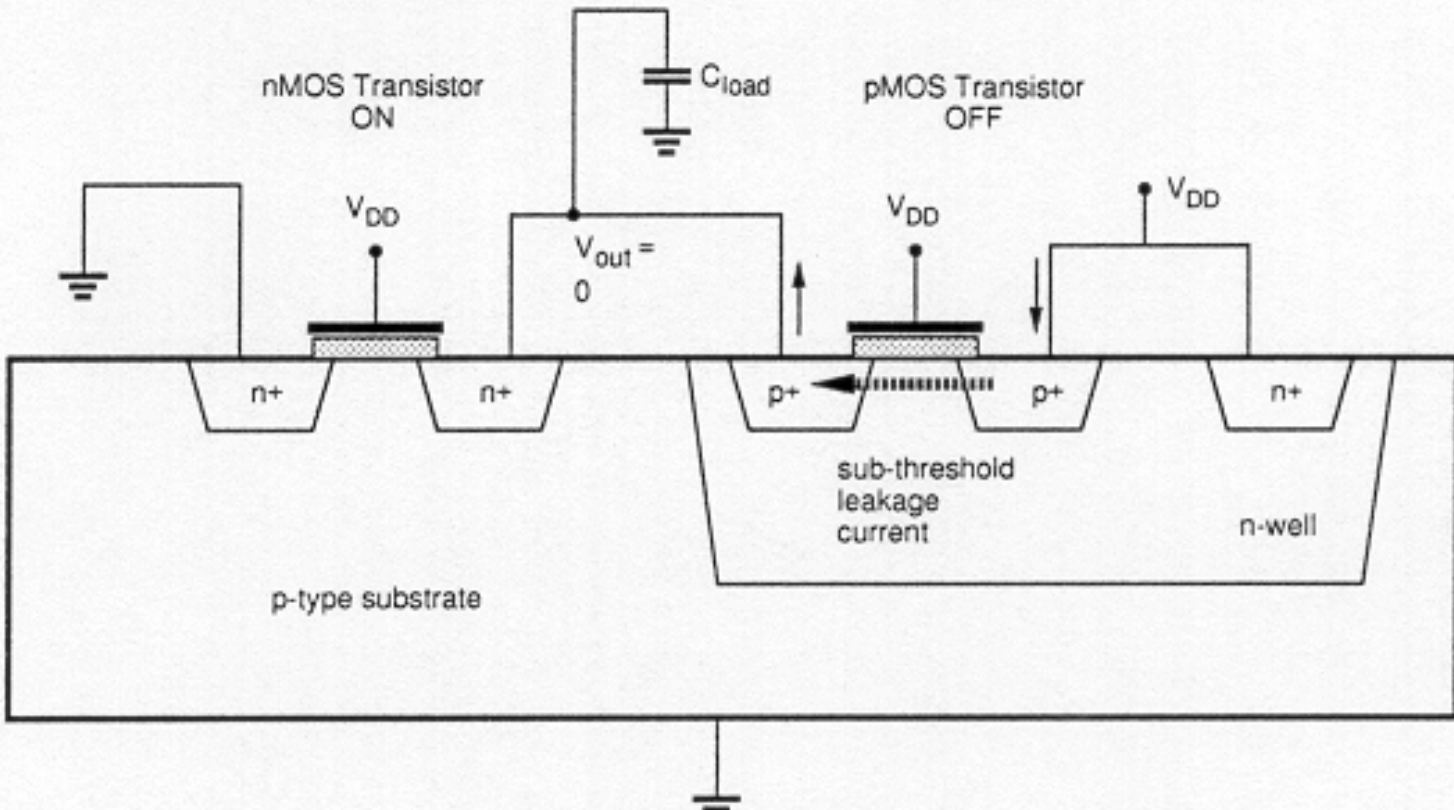 C_load
nMOS Transistor
ON
pMOS Transistor
OFF
V_DD
V_DD
V_DD
V_out =
0
n+
n+
p+
p+
n+
sub-threshold
leakage
current
n-well
p-type substrate